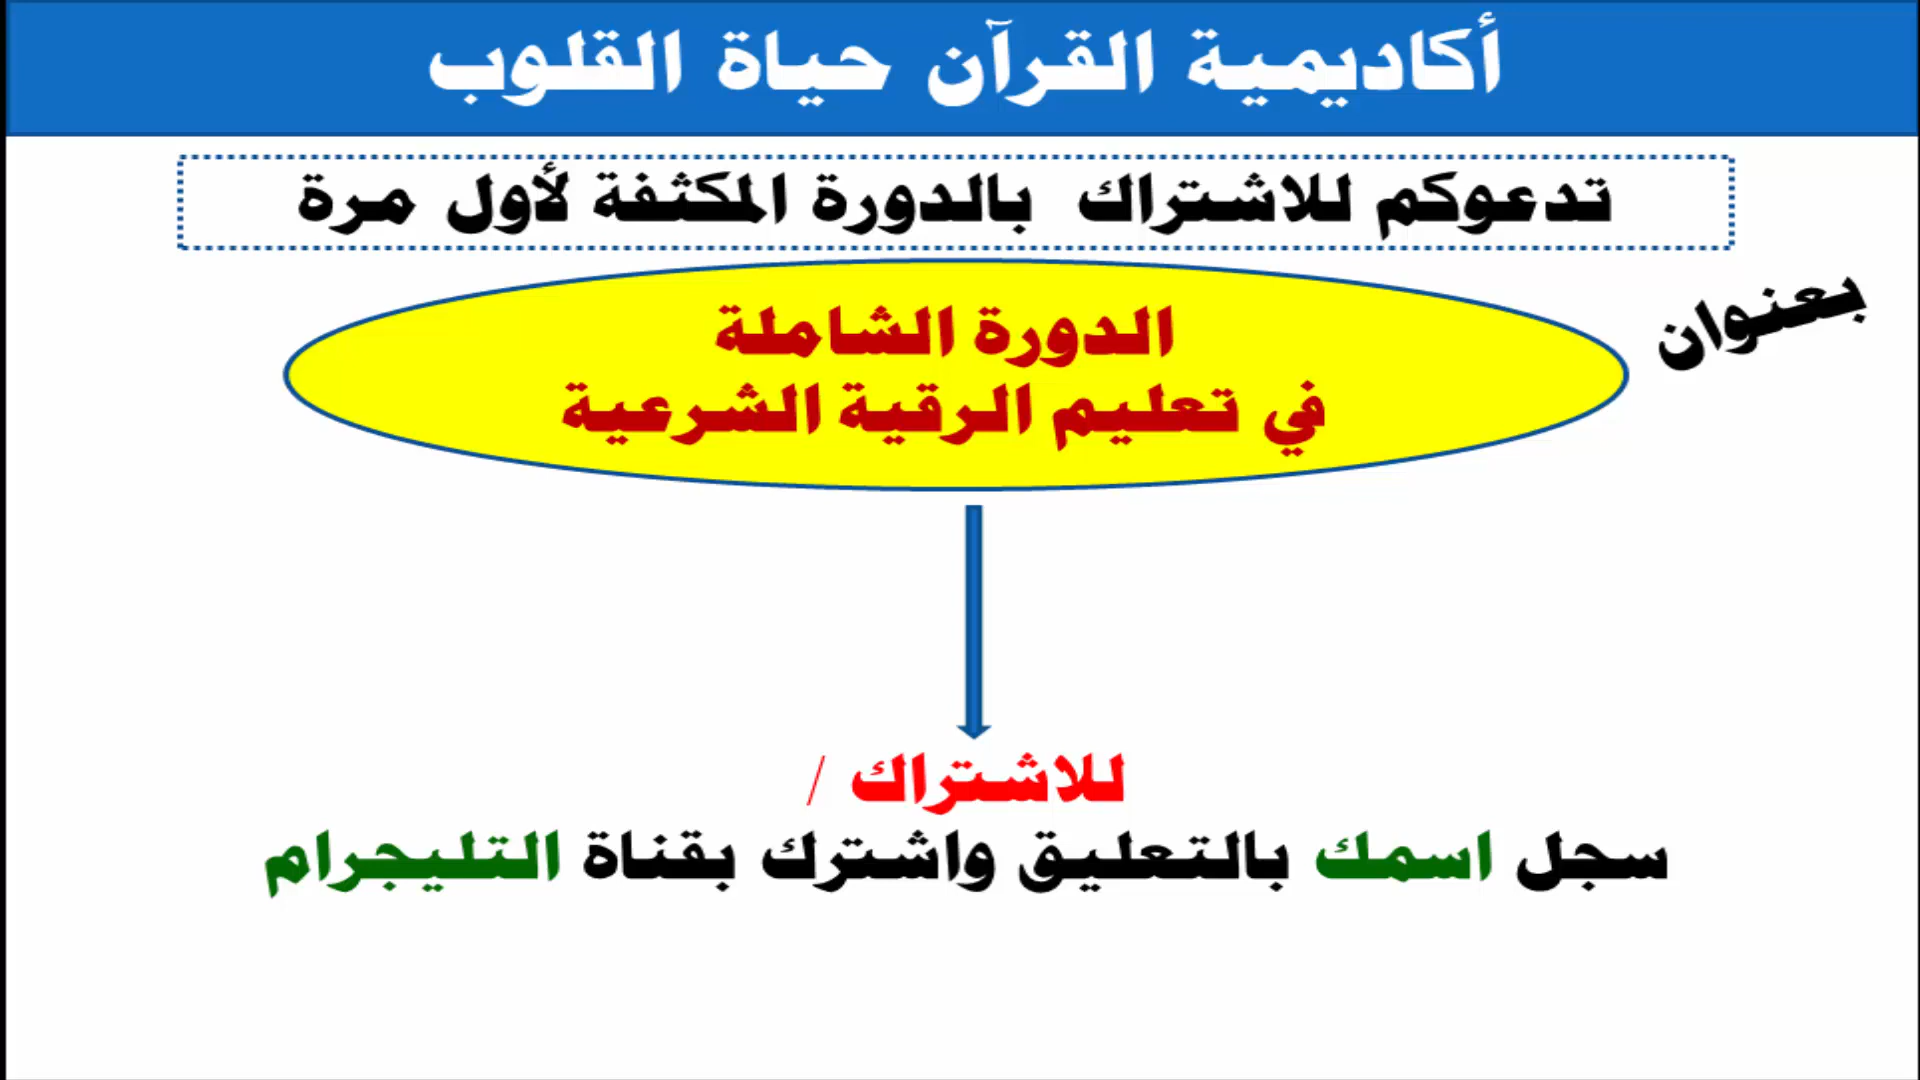 أكاديمية القرآن حياة القلوب
تدعوكم للاشتراك بالدورة المكثفة لأول مرة
بعنوان
الدورة الشاملة
في تعليم الرقية الشرعية
للاشتراك /
سجل اسمك بالتعليق واشترك بقناة التليجرام